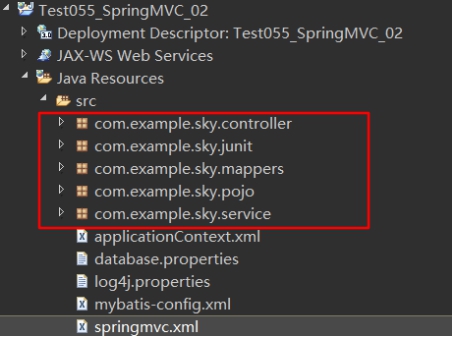 Test055_SpringMVC_02
Deployment Descriptor: Test055_SpringMVC_02
JAX-WS Web Services
Java Resources
src
com.example.sky.controller
com.example.sky.junit
com.example.sky.mappers
com.example.sky.pojo
com.example.sky.service
applicationContext.xml
database.properties
log4j.properties
mybatis-config.xml
springmvc.xml